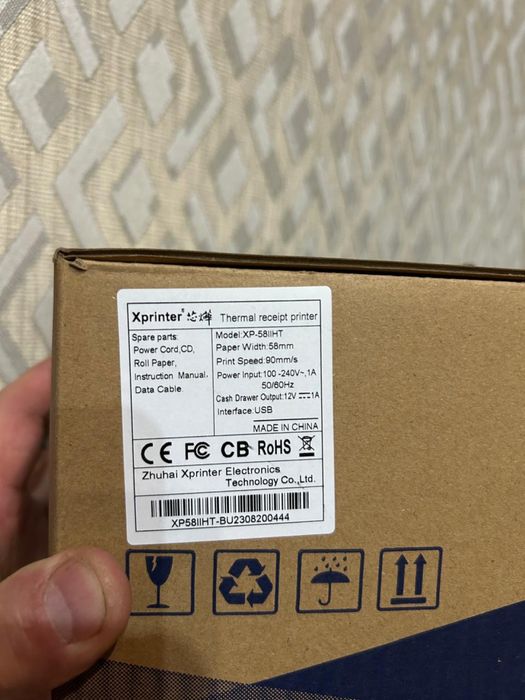 Xprinter® 芯烨 Thermal receipt printer
Spare parts:
Power Cord,CD,
Roll Paper,
Instruction Manual.
Data Cable
Model:XP-58IIHT
Paper Width:58mm
Print Speed:90mm/s
Power Input:100 -240V~,1A
50/60Hz
Cash Drawer Output:12V⎓1A
Interface:USB
MADE IN CHINA
CE FC CB RoHS
Zhuhai Xprinter Electronics
Technology Co.,Ltd.
XP58IIHT-BU2308200444